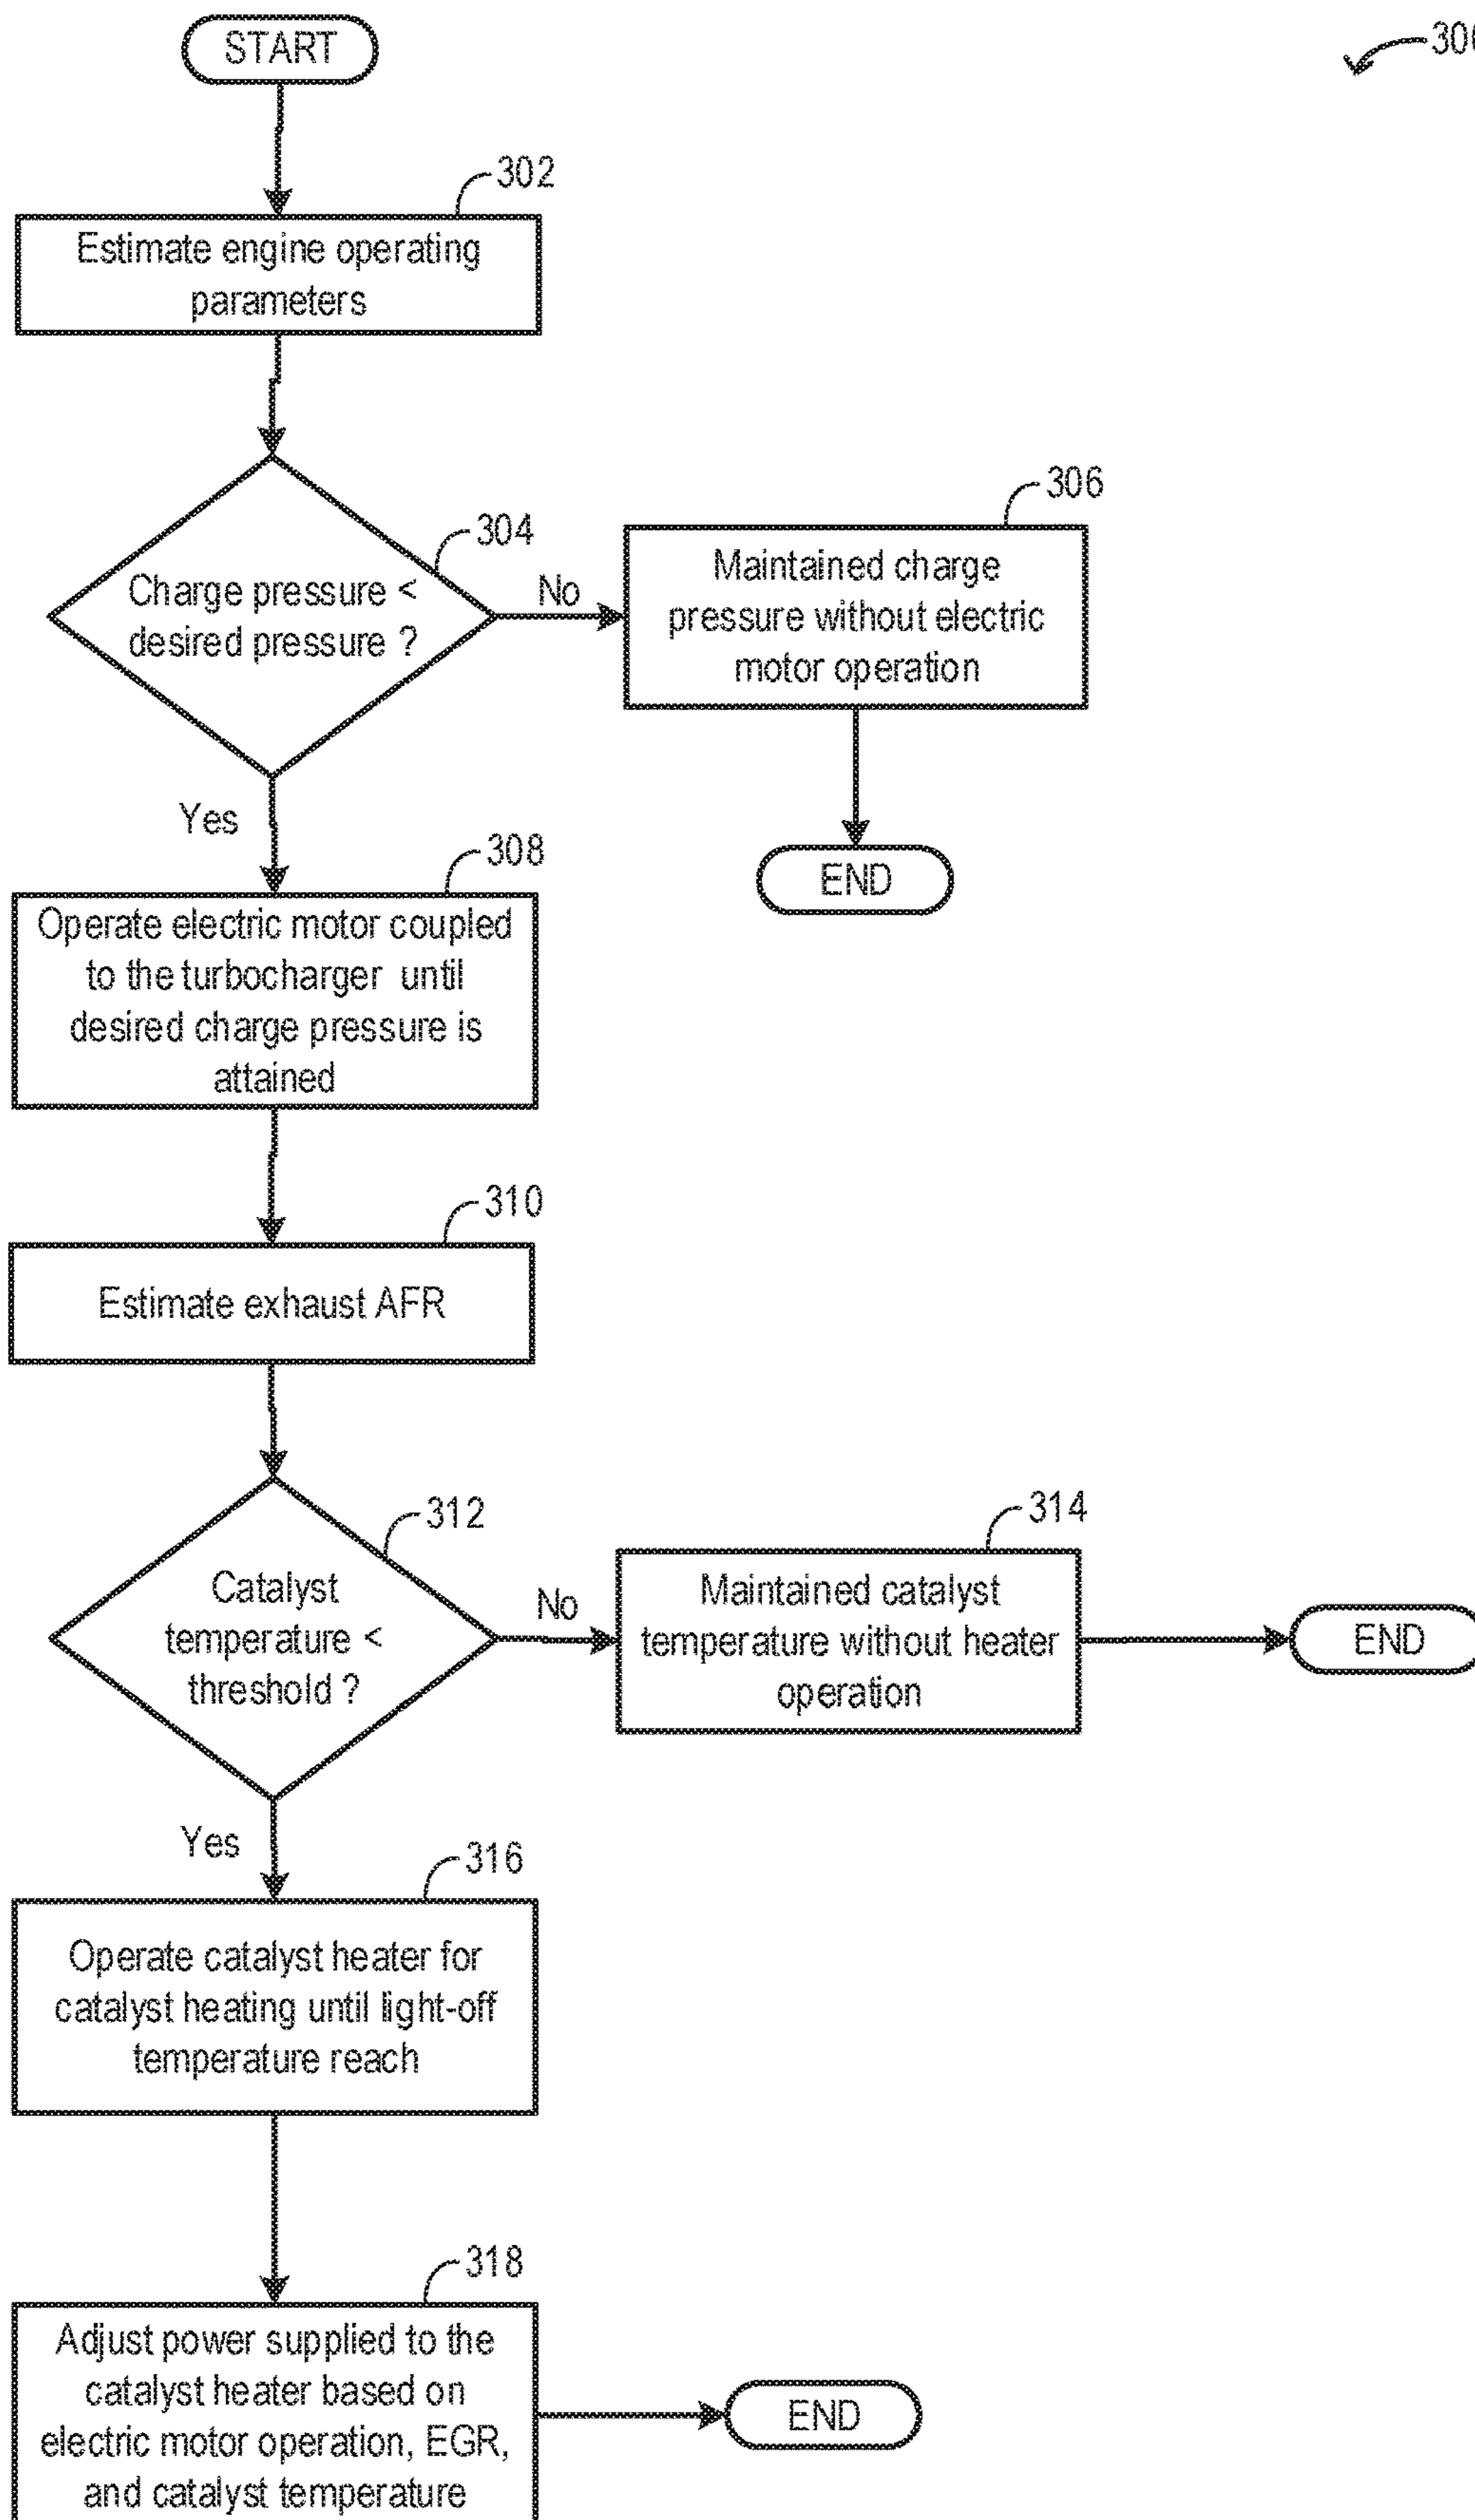 START
300
302
Estimate engine operating
parameters
304
Charge pressure <
desired pressure ?
No
306
Maintained charge
pressure without electric
motor operation
END
Yes
308
Operate electric motor coupled
to the turbocharger until
desired charge pressure is
attained
310
Estimate exhaust AFR
312
Catalyst
temperature <
threshold ?
No
314
Maintained catalyst
temperature without heater
operation
END
Yes
316
Operate catalyst heater for
catalyst heating until light-off
temperature reach
318
Adjust power supplied to the
catalyst heater based on
electric motor operation, EGR,
and catalyst temperature
END